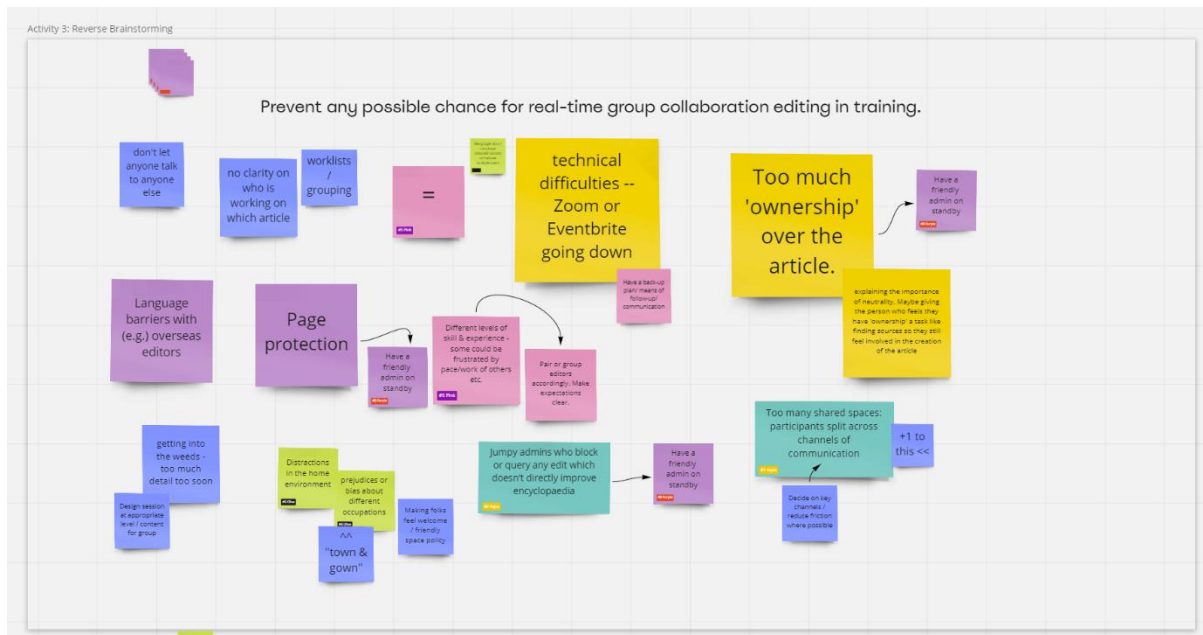 Activity 3: Reverse Brainstorming
Prevent any possible chance for real-time group collaboration editing in training.
don't let
anyone talk
to anyone
else
no clarity on
who is
working on
which article
worklists
/
grouping
=
#5 Pink
technical
difficulties --
Zoom or
Eventbrite
going down
Have a back-up
plan/ means of
follow-up/
communication
Too much
'ownership'
over the
article.
Have a
friendly
admin on
standby
explaining the importance
of neutrality. Maybe giving
the person who feels they
have 'ownership' a task like
finding sources so they still
feel involved in the creation
of the article
Language
barriers with
(e.g.) overseas
editors
Page
protection
Have a
friendly
admin on
standby
Different levels of
skill & experience -
some could be
frustrated by
pace/work of others
etc.
#5 Pink
Pair or group
editors
accordingly. Make
expectations
clear.
getting into
the weeds -
too much
detail too soon
Design session
at appropriate
level / content
for group
Distractions
in the home
environment
prejudices or
bias about
different
occupations
^^
"town &
gown"
Making folks
feel welcome
/ friendly
space policy
Jumpy admins who block
or query any edit which
doesn't directly improve
encyclopaedia
Have a
friendly
admin on
standby
Too many shared spaces:
participants split across
channels of
communication
+1 to
this <<
Decide on key
channels /
reduce friction
where possible